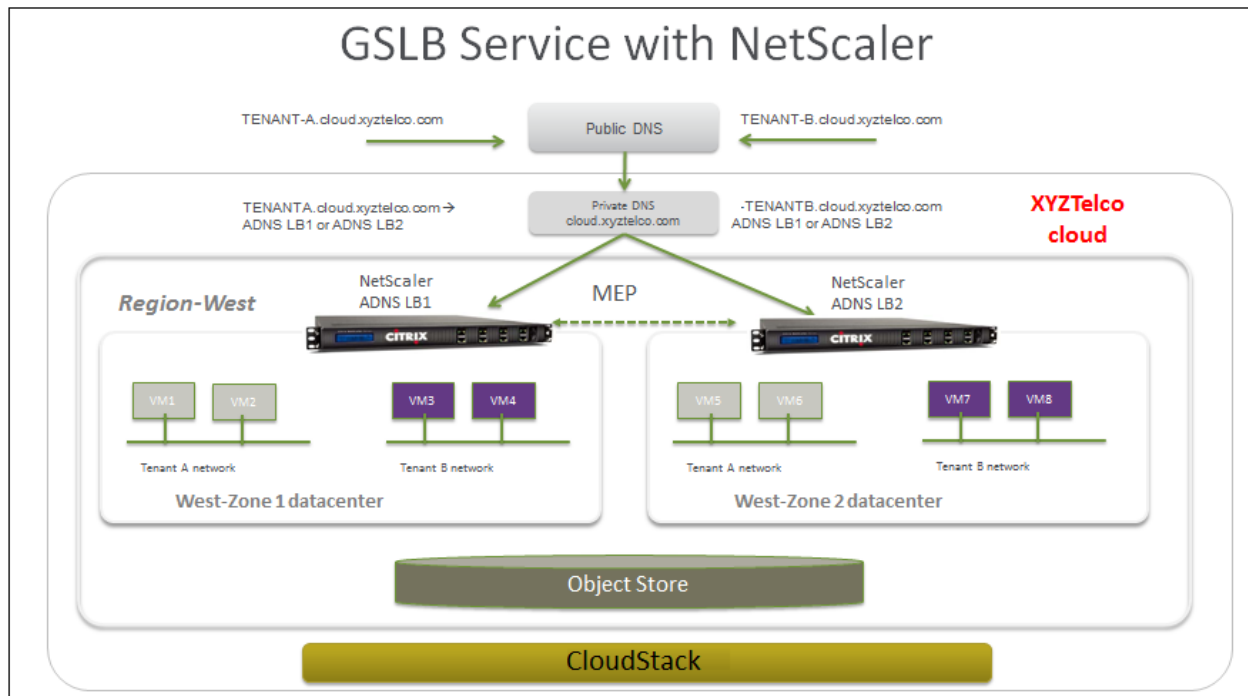 GSLB Service with NetScaler
TENANT-A.cloud.xyztelco.com
Public DNS
TENANT-B.cloud.xyztelco.com
TENANTA.cloud.xyztelco.com →
ADNS LB1 or ADNS LB2
Private DNS
cloud.xyztelco.com
-TENANTB.cloud.xyztelco.com
ADNS LB1 or ADNS LB2
XYZTelco
cloud
Region-West
NetScaler
ADNS LB1
MEP
NetScaler
ADNS LB2
CITRIX
CITRIX
VM1
VM2
VM3
VM4
VM5
VM6
VM7
VM8
Tenant A network
Tenant B network
Tenant A network
Tenant B network
West-Zone 1 datacenter
West-Zone 2 datacenter
Object Store
CloudStack